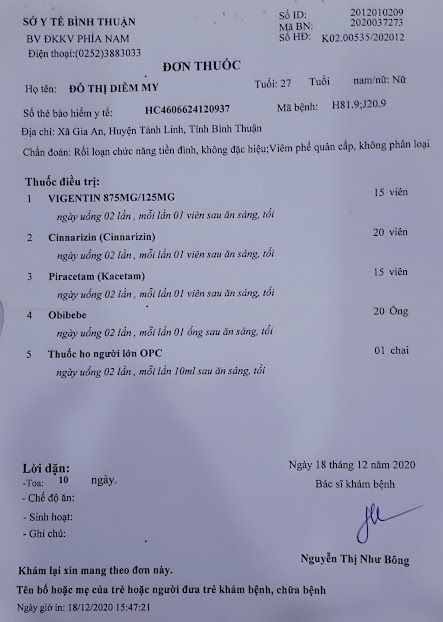 SỞ Y TẾ BÌNH THUẬN
BV ĐKKV PHÍA NAM
Điện thoại:(0252)3883033
Số ID: 2012010209
Mã BN: 2020037273
Số HĐ: K02.00535/202012
ĐƠN THUỐC
Họ tên: ĐỖ THỊ DIỄM MY Tuổi: 27 Tuổi nam/nữ: Nữ
Số thẻ bảo hiểm y tế: HC4606624120937 Mã bệnh: H81.9;J20.9
Địa chỉ: Xã Gia An, Huyện Tánh Linh, Tỉnh Bình Thuận
Chẩn đoán: Rối loạn chức năng tiền đình, không đặc hiệu;Viêm phế quản cấp, không phân loại
Thuốc điều trị:
1 VIGENTIN 875MG/125MG 15 viên
ngày uống 02 lần , mỗi lần 01 viên sau ăn sáng, tối
2 Cinnarizin (Cinnarizin) 20 viên
ngày uống 02 lần , mỗi lần 01 viên sau ăn sáng, tối
3 Piracetam (Kacetam) 15 viên
ngày uống 02 lần , mỗi lần 01 viên sau ăn sáng, tối
4 Obibebe 20 Ống
ngày uống 02 lần , mỗi lần 01 ống sau ăn sáng, tối
5 Thuốc ho người lớn OPC 01 chai
ngày uống 02 lần , mỗi lần 10ml sau ăn sáng, tối
Lời dặn:
-Toa: 10 ngày.
- Chế độ ăn:
- Sinh hoạt:
- Ghi chú:
Ngày 18 tháng 12 năm 2020
Bác sĩ khám bệnh
Nguyễn Thị Như Bông
Khám lại xin mang theo đơn này.
Tên bố hoặc mẹ của trẻ hoặc người đưa trẻ khám bệnh, chữa bệnh
Ngày giờ in: 18/12/2020 15:47:21